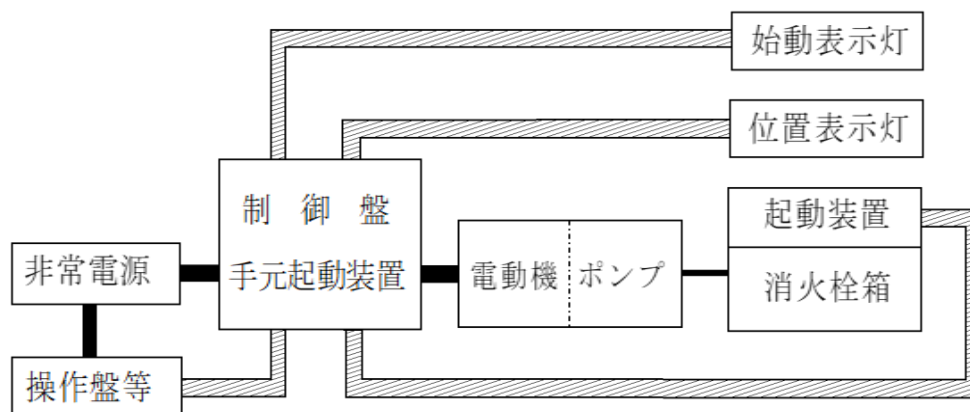 始動表示灯
位置表示灯
制御盤
手元起動装置
起動装置
消火栓箱
電動機
ポンプ
非常電源
操作盤等